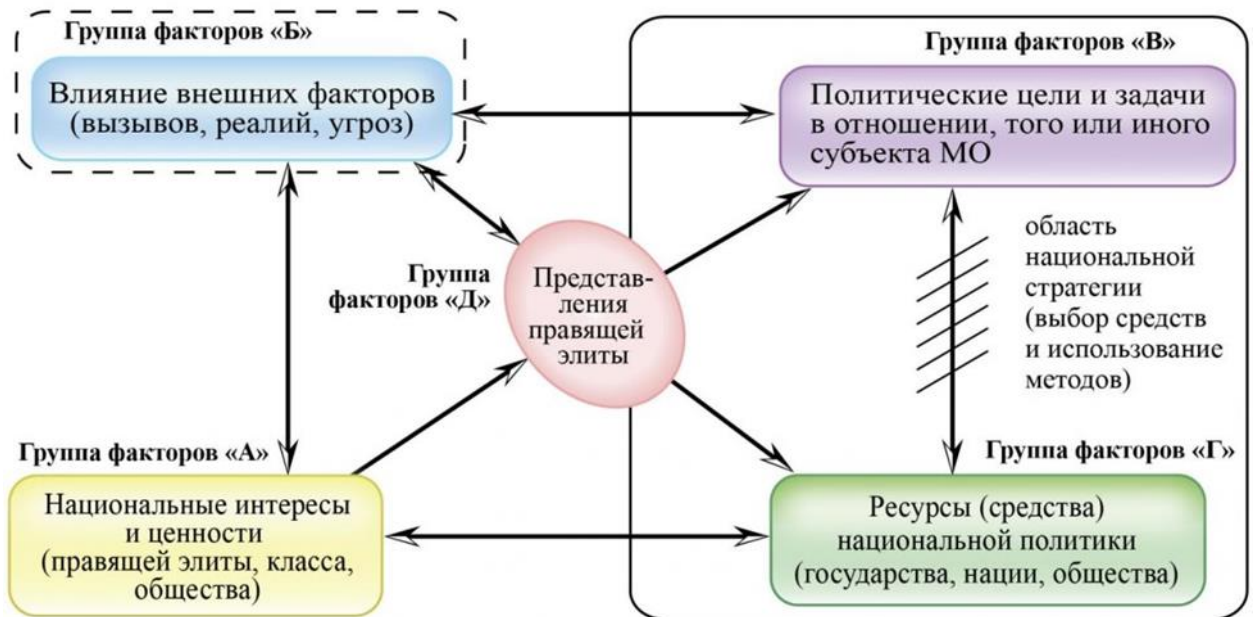 Группа факторов «Б»
Влияние внешних факторов
(вызывов, реалий, угроз)
Группа факторов «В»
Политические цели и задачи
в отношении, того или иного
субъекта МО
область
национальной
стратегии
(выбор средств
и использование
методов)
Группа
факторов «Д»
Представ-
ления
правящей
элиты
Группа факторов «А»
Национальные интересы
и ценности
(правящей элиты, класса,
общества)
Группа факторов «Г»
Ресурсы (средства)
национальной политики
(государства, нации, общества)